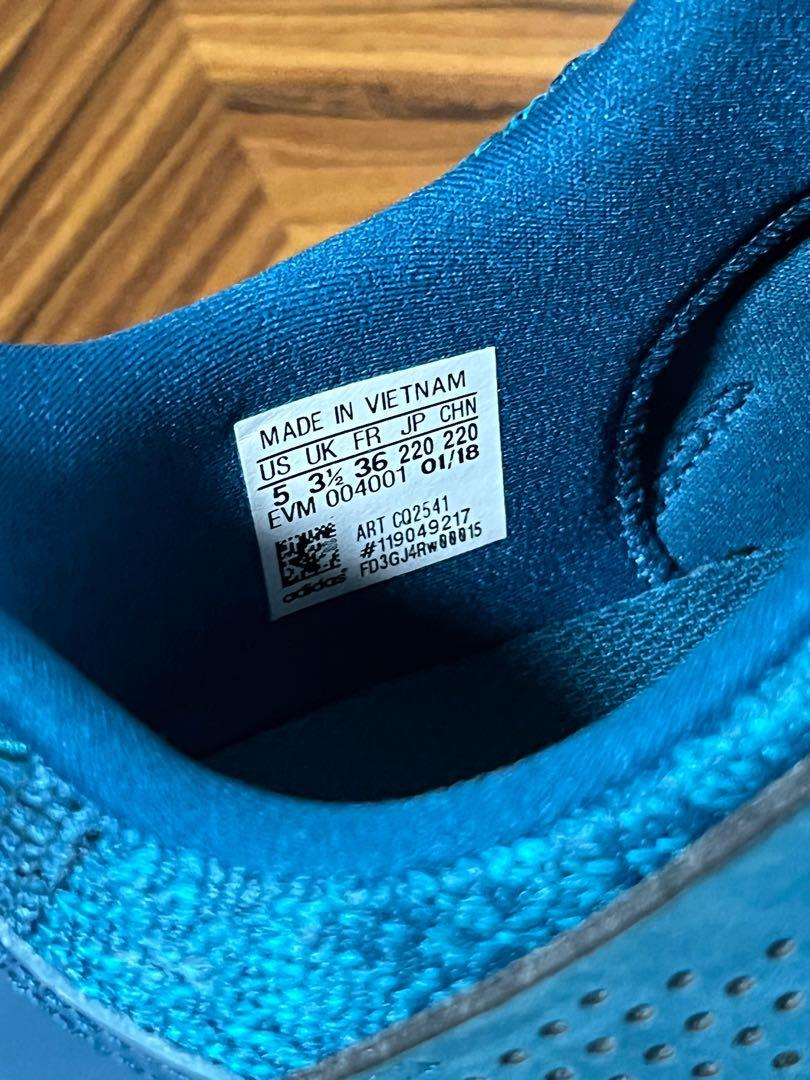 MADE IN VIETNAM
US UK FR JP CHN
5 3½ 36 220 220
EVM 004001 01/18
ART CQ2541
#119049217
FD3GJ4RW00015
adidas